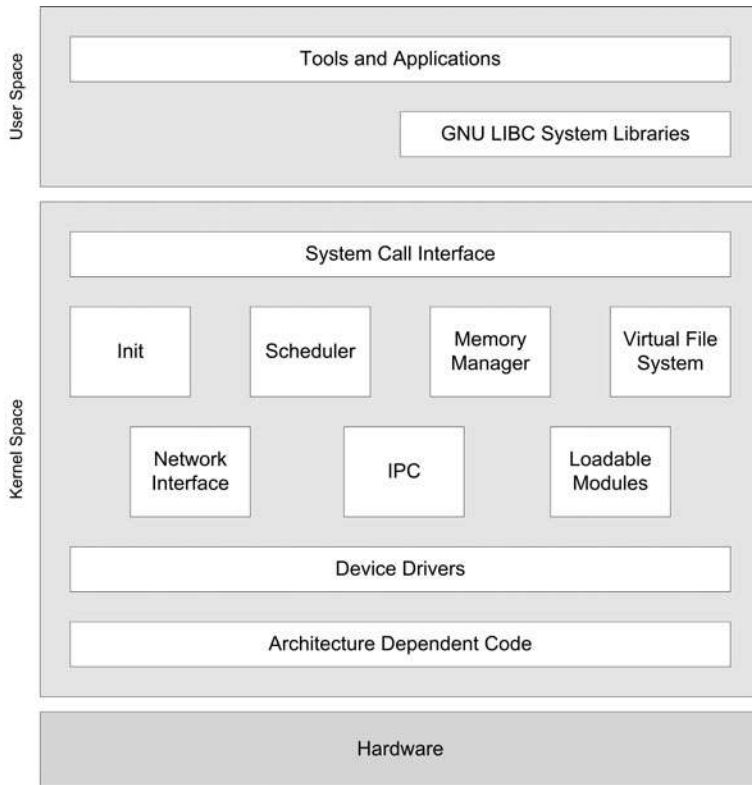 User Space
Tools and Applications
GNU LIBC System Libraries
Kernel Space
System Call Interface
Init
Scheduler
Memory
Manager
Virtual File
System
Network
Interface
IPC
Loadable
Modules
Device Drivers
Architecture Dependent Code
Hardware